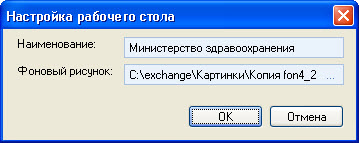 Настройка рабочего стола
Наименование: Министерство здравоохранения
Фоновый рисунок: C:\exchange\Картинки\Копия fon4_2 ...
OK Отмена